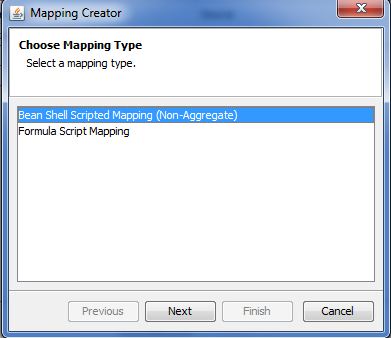 Mapping Creator
Choose Mapping Type
Select a mapping type.
Bean Shell Scripted Mapping (Non-Aggregate)
Formula Script Mapping
Previous Next Finish Cancel